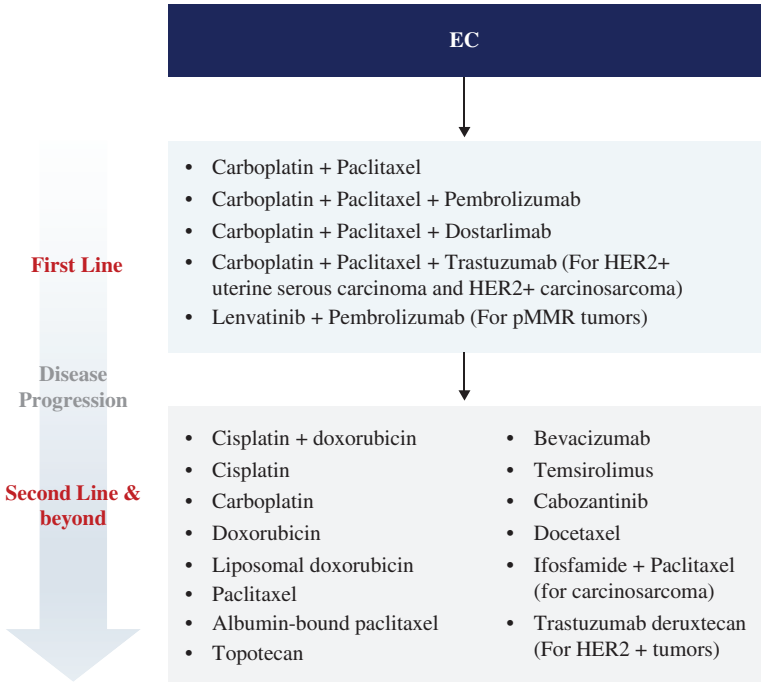 EC
First Line
• Carboplatin + Paclitaxel
• Carboplatin + Paclitaxel + Pembrolizumab
• Carboplatin + Paclitaxel + Dostarlimab
• Carboplatin + Paclitaxel + Trastuzumab (For HER2+
uterine serous carcinoma and HER2+ carcinosarcoma)
• Lenvatinib + Pembrolizumab (For pMMR tumors)
Disease
Progression
Second Line &
beyond
• Cisplatin + doxorubicin
• Cisplatin
• Carboplatin
• Doxorubicin
• Liposomal doxorubicin
• Paclitaxel
• Albumin-bound paclitaxel
• Topotecan
• Bevacizumab
• Temsirolimus
• Cabozantinib
• Docetaxel
• Ifosfamide + Paclitaxel
(for carcinosarcoma)
• Trastuzumab deruxtecan
(For HER2 + tumors)